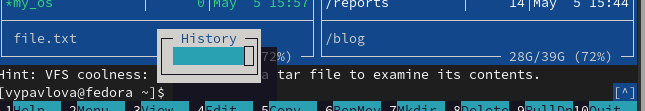 *my_os 0|May 5 15:57 /reports 14|May 5 15:44
file.txt /blog
History
72%) 28G/39G (72%)
Hint: VFS coolness: a tar file to examine its contents.
[vypavlova@fedora ~]$ [^]
1Help 2Menu 3View 4Edit 5Copy 6RenMov 7Mkdir 8Delete 9PullDn 10Quit